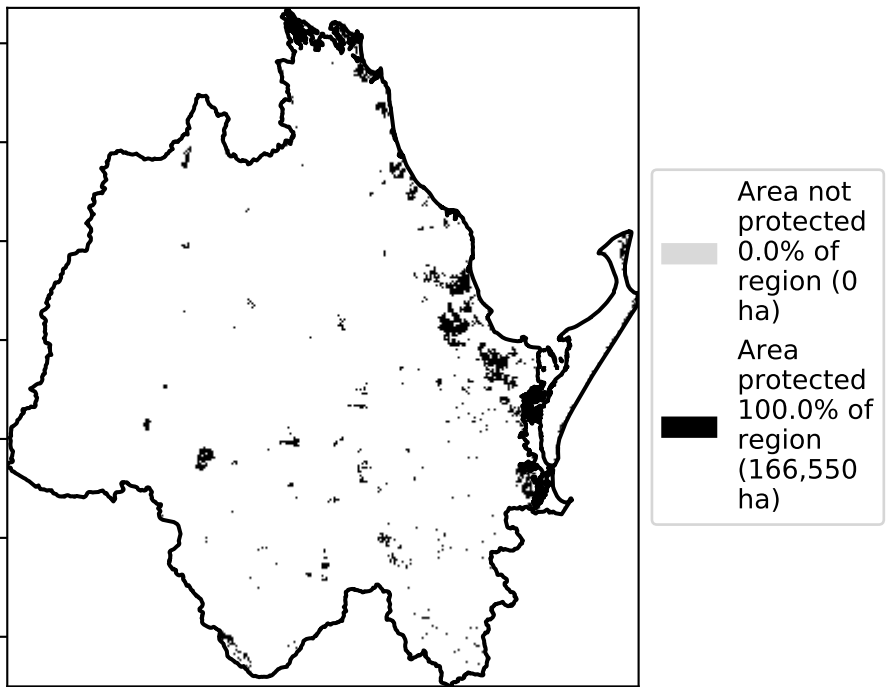 Area not
protected
0.0% of
region (0
ha)
Area
protected
100.0% of
region
(166,550
ha)